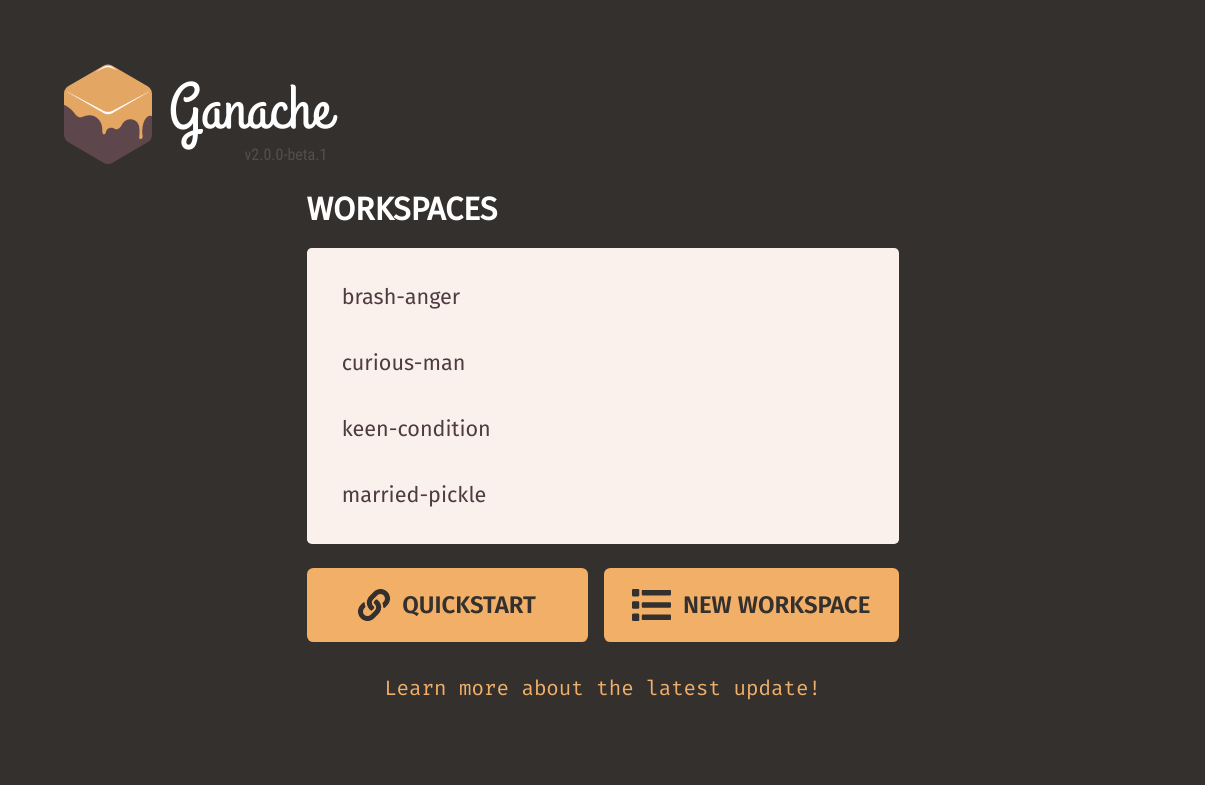 Ganache
v2.0.0-beta.1
WORKSPACES
brash-anger
curious-man
keen-condition
married-pickle
QUICKSTART
NEW WORKSPACE
Learn more about the latest update!